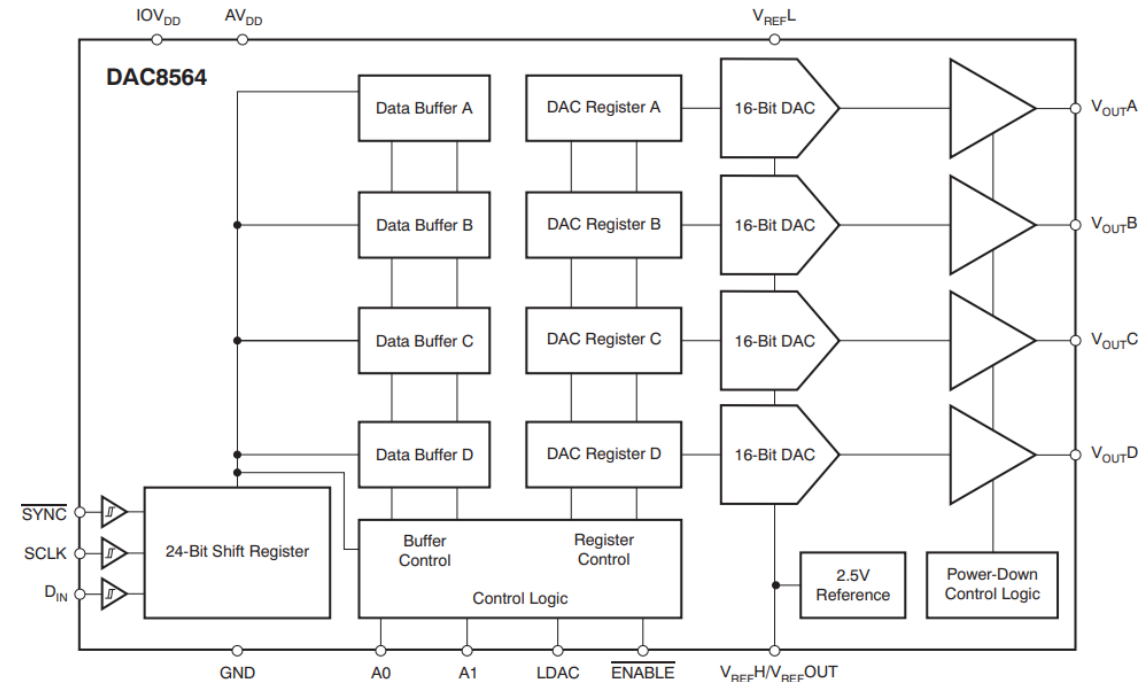 IOVDD AVDD VREFL
DAC8564
Data Buffer A DAC Register A 16-Bit DAC VOUTA
Data Buffer B DAC Register B 16-Bit DAC VOUTB
Data Buffer C DAC Register C 16-Bit DAC VOUTC
Data Buffer D DAC Register D 16-Bit DAC VOUTD
SYNC
SCLK
DIN
24-Bit Shift Register
Buffer
Control
Register
Control
Control Logic
2.5V
Reference
Power-Down
Control Logic
GND A0 A1 LDAC ENABLE VREFH/VREFOUT